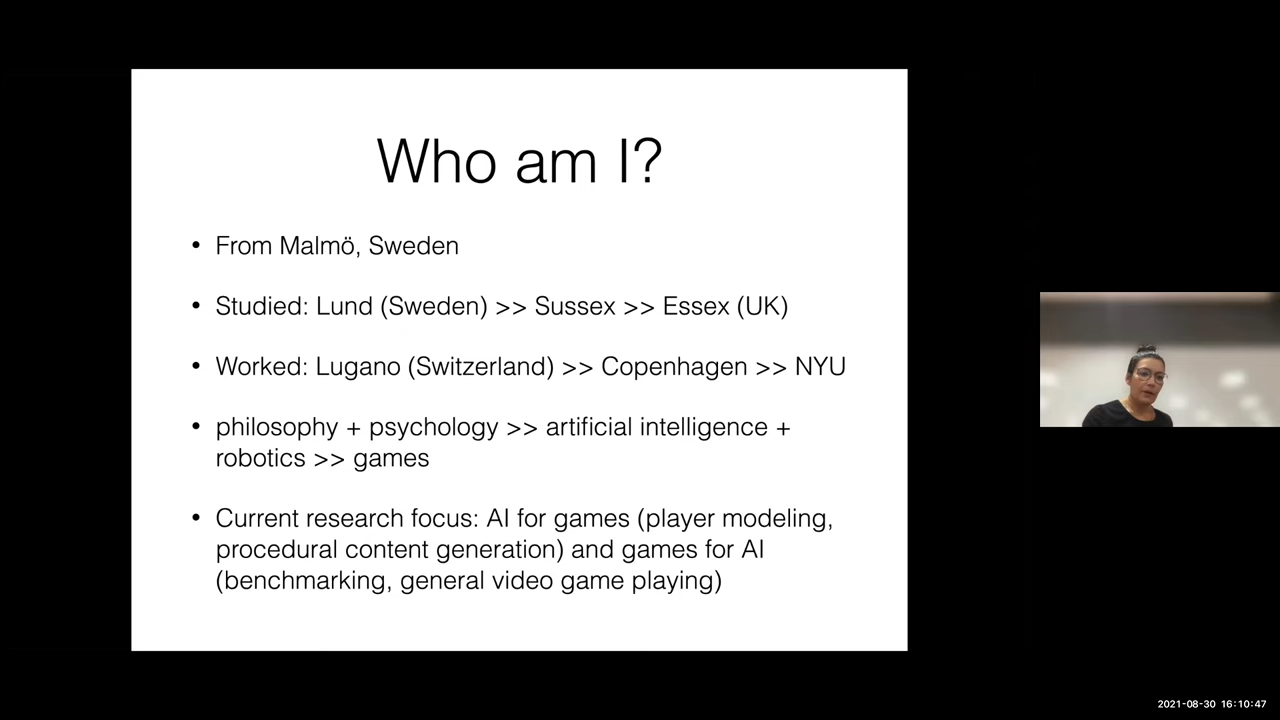 Who am I?
• From Malmö, Sweden
• Studied: Lund (Sweden) >> Sussex >> Essex (UK)
• Worked: Lugano (Switzerland) >> Copenhagen >> NYU
• philosophy + psychology >> artificial intelligence +
robotics >> games
• Current research focus: AI for games (player modeling,
procedural content generation) and games for AI
(benchmarking, general video game playing)
2021-08-30 16:10:47